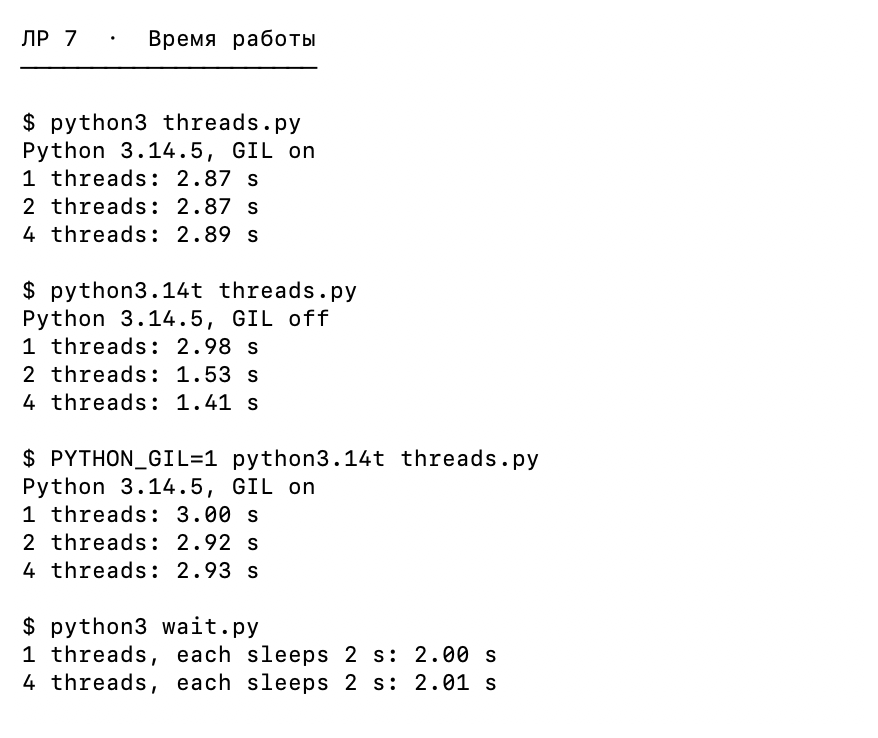 ЛР 7  ·  Время работы
$ python3 threads.py
Python 3.14.5, GIL on
1 threads: 2.87 s
2 threads: 2.87 s
4 threads: 2.89 s
$ python3.14t threads.py
Python 3.14.5, GIL off
1 threads: 2.98 s
2 threads: 1.53 s
4 threads: 1.41 s
$ PYTHON_GIL=1 python3.14t threads.py
Python 3.14.5, GIL on
1 threads: 3.00 s
2 threads: 2.92 s
4 threads: 2.93 s
$ python3 wait.py
1 threads, each sleeps 2 s: 2.00 s
4 threads, each sleeps 2 s: 2.01 s